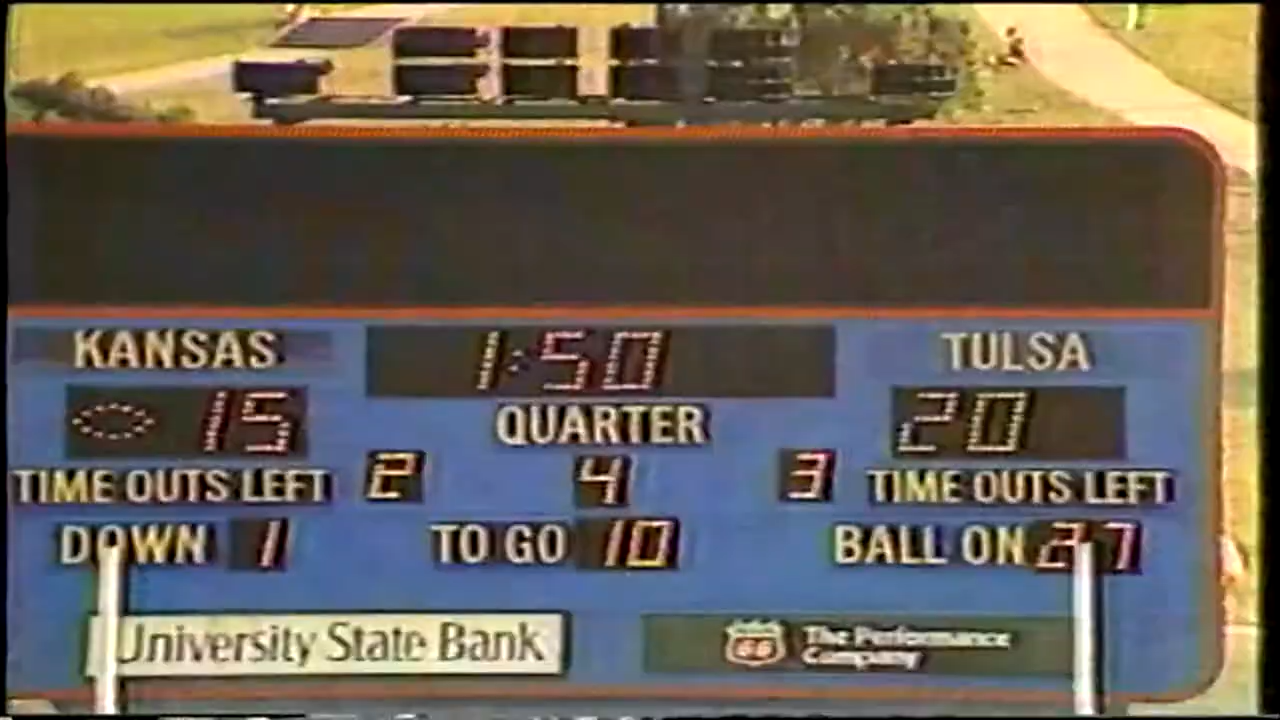 KANSAS 1:50 TULSA
15 QUARTER 20
TIME OUTS LEFT 2 4 3 TIME OUTS LEFT
DOWN 1 TO GO 10 BALL ON 27
University State Bank
66 The Performance
Company